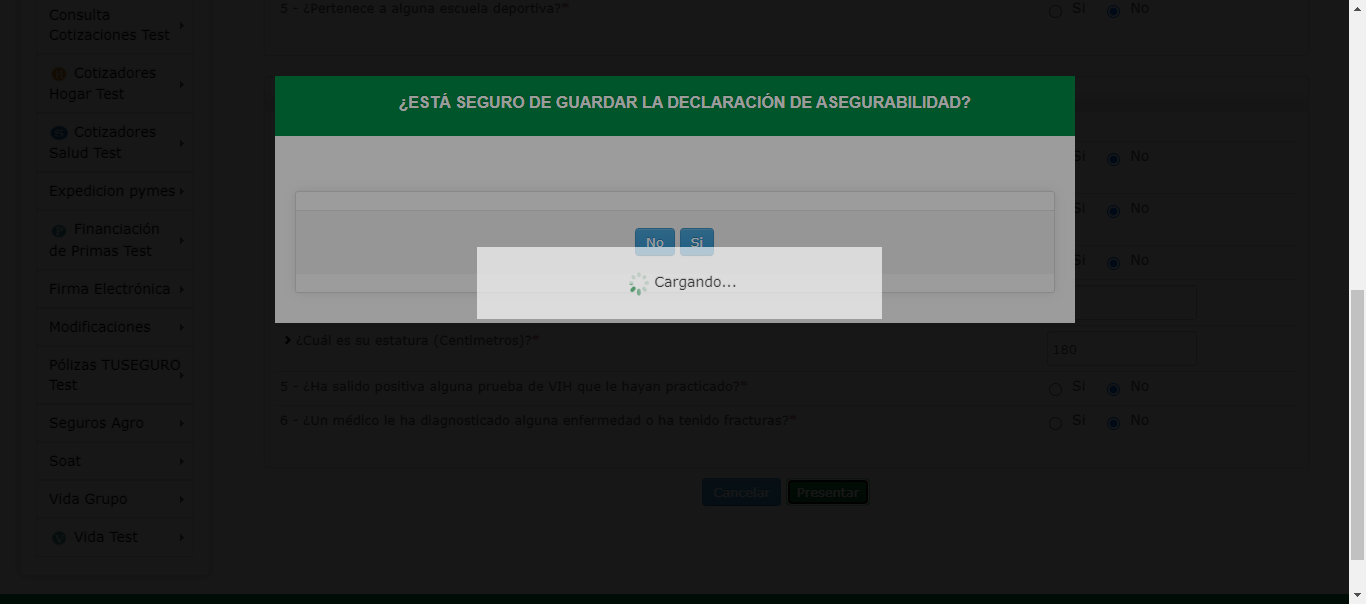 Consulta
Cotizaciones Test
Cotizadores
Hogar Test
Cotizadores
Salud Test
Expedicion pymes
Financiación
de Primas Test
Firma Electrónica
Modificaciones
Pólizas TUSEGURO
Test
Seguros Agro
Soat
Vida Grupo
Vida Test
5 - ¿Pertenece a alguna escuela deportiva?* Si No
¿ESTÁ SEGURO DE GUARDAR LA DECLARACIÓN DE ASEGURABILIDAD?
Si No
Si No
Si No
No Si
Cargando...
¿Cuál es su estatura (Centimetros)?* 180
5 - ¿Ha salido positiva alguna prueba de VIH que le hayan practicado?* Si No
6 - ¿Un médico le ha diagnosticado alguna enfermedad o ha tenido fracturas?* Si No
Cancelar Presentar